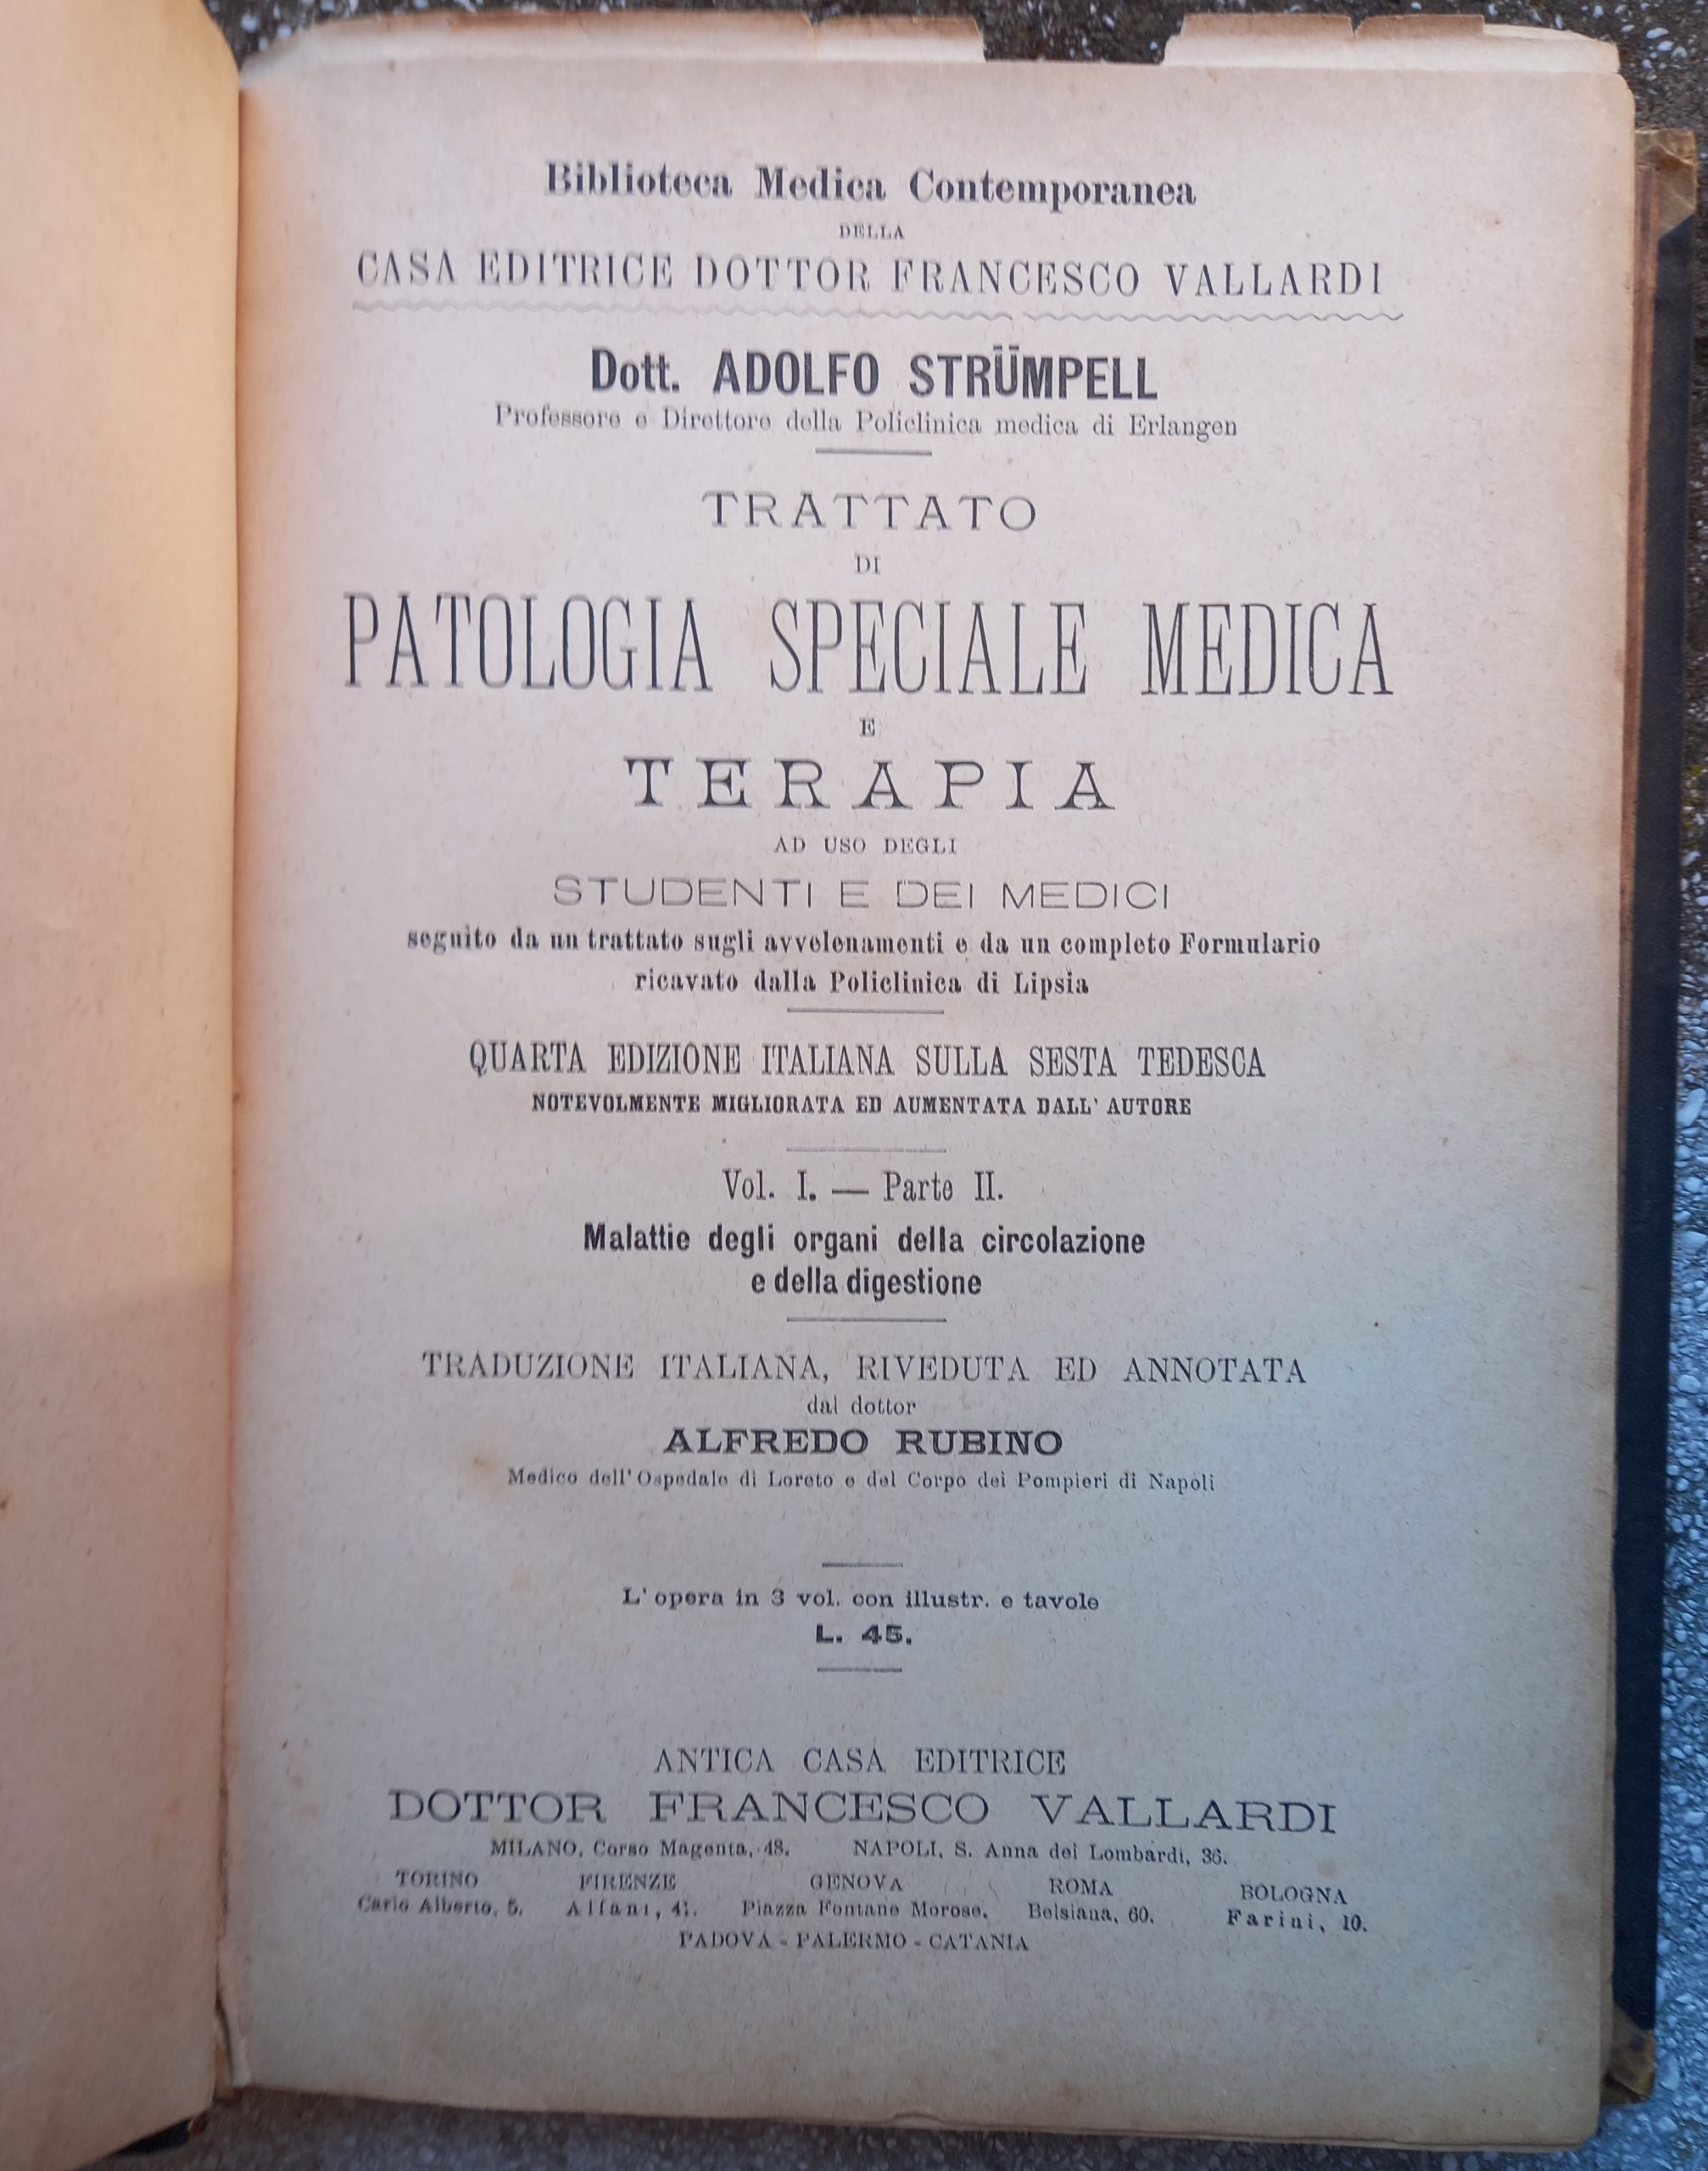 Biblioteca Medica Contemporanea
DELLA
CASA EDITRICE DOTTOR FRANCESCO VALLARDI
Dott. ADOLFO STRÜMPELL
Professore e Direttore della Policlinica medica di Erlangen
TRATTATO
DI
PATOLOGIA SPECIALE MEDICA
E
TERAPIA
AD USO DEGLI
STUDENTI E DEI MEDICI
seguito da un trattato sugli avvelenamenti e da un completo Formulario
ricavato dalla Policlinica di Lipsia
QUARTA EDIZIONE ITALIANA SULLA SESTA TEDESCA
NOTEVOLMENTE MIGLIORATA ED AUMENTATA DALL' AUTORE
Vol. I. — Parte II.
Malattie degli organi della circolazione
e della digestione
TRADUZIONE ITALIANA, RIVEDUTA ED ANNOTATA
dal dottor
ALFREDO RUBINO
Medico dell' Ospedale di Loreto e del Corpo dei Pompieri di Napoli
L' opera in 3 vol. con illustr. e tavole
L. 45.
ANTICA CASA EDITRICE
DOTTOR FRANCESCO VALLARDI
MILANO, Corso Magenta, 48. NAPOLI, S. Anna dei Lombardi, 36.
TORINO FIRENZE GENOVA ROMA BOLOGNA
Carlo Alberto, 5. Alfani, Piazza Fontane Morose. Belsiana, 60. Farini, 10.
PADOVA - PALERMO - CATANIA